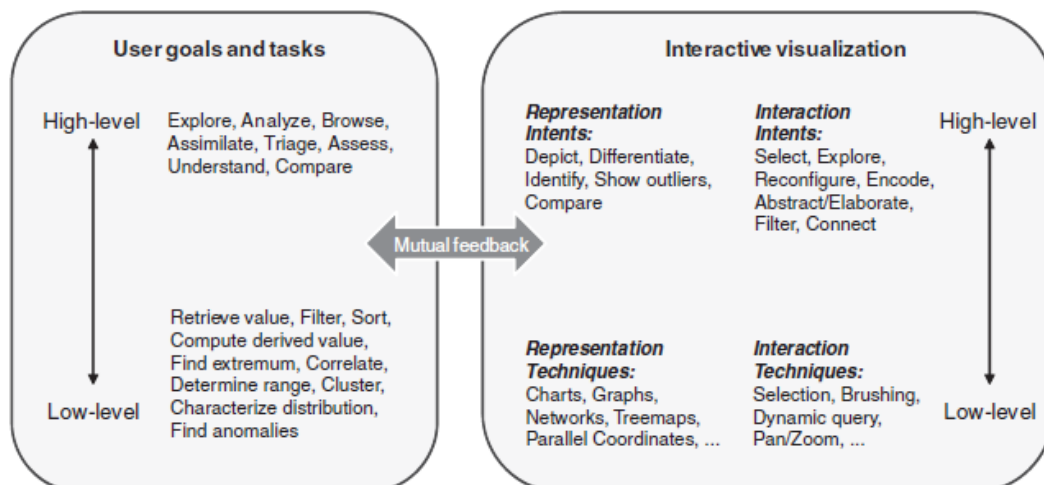 User goals and tasks
High-level
Explore, Analyze, Browse,
Assimilate, Triage, Assess,
Understand, Compare
Retrieve value, Filter, Sort,
Compute derived value,
Find extremum, Correlate,
Determine range, Cluster,
Characterize distribution,
Find anomalies
Low-level
Mutual feedback
Interactive visualization
Representation
Intents:
Depict, Differentiate,
Identify, Show outliers,
Compare
Interaction
Intents:
Select, Explore,
Reconfigure, Encode,
Abstract/Elaborate,
Filter, Connect
High-level
Representation
Techniques:
Charts, Graphs,
Networks, Treemaps,
Parallel Coordinates, ...
Interaction
Techniques:
Selection, Brushing,
Dynamic query,
Pan/Zoom, ...
Low-level